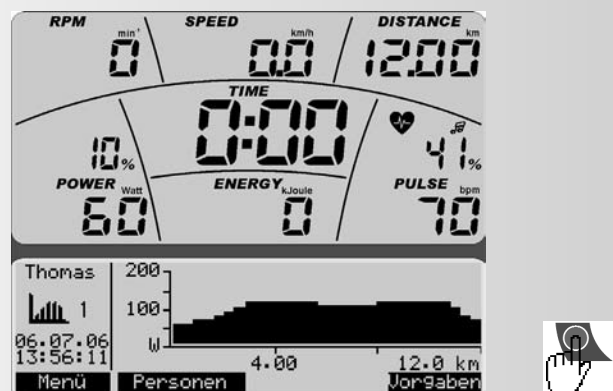 RPM SPEED DISTANCE
min⁻¹ km/h km
0 0.0 12.00
TIME
0:00
10% 41%
POWER Watt ENERGY kJoule PULSE bpm
60 0 70
Thomas 200
1 100
06.07.06 W
13:56:11 4.00 12.0 km
Menü Personen Vorgaben